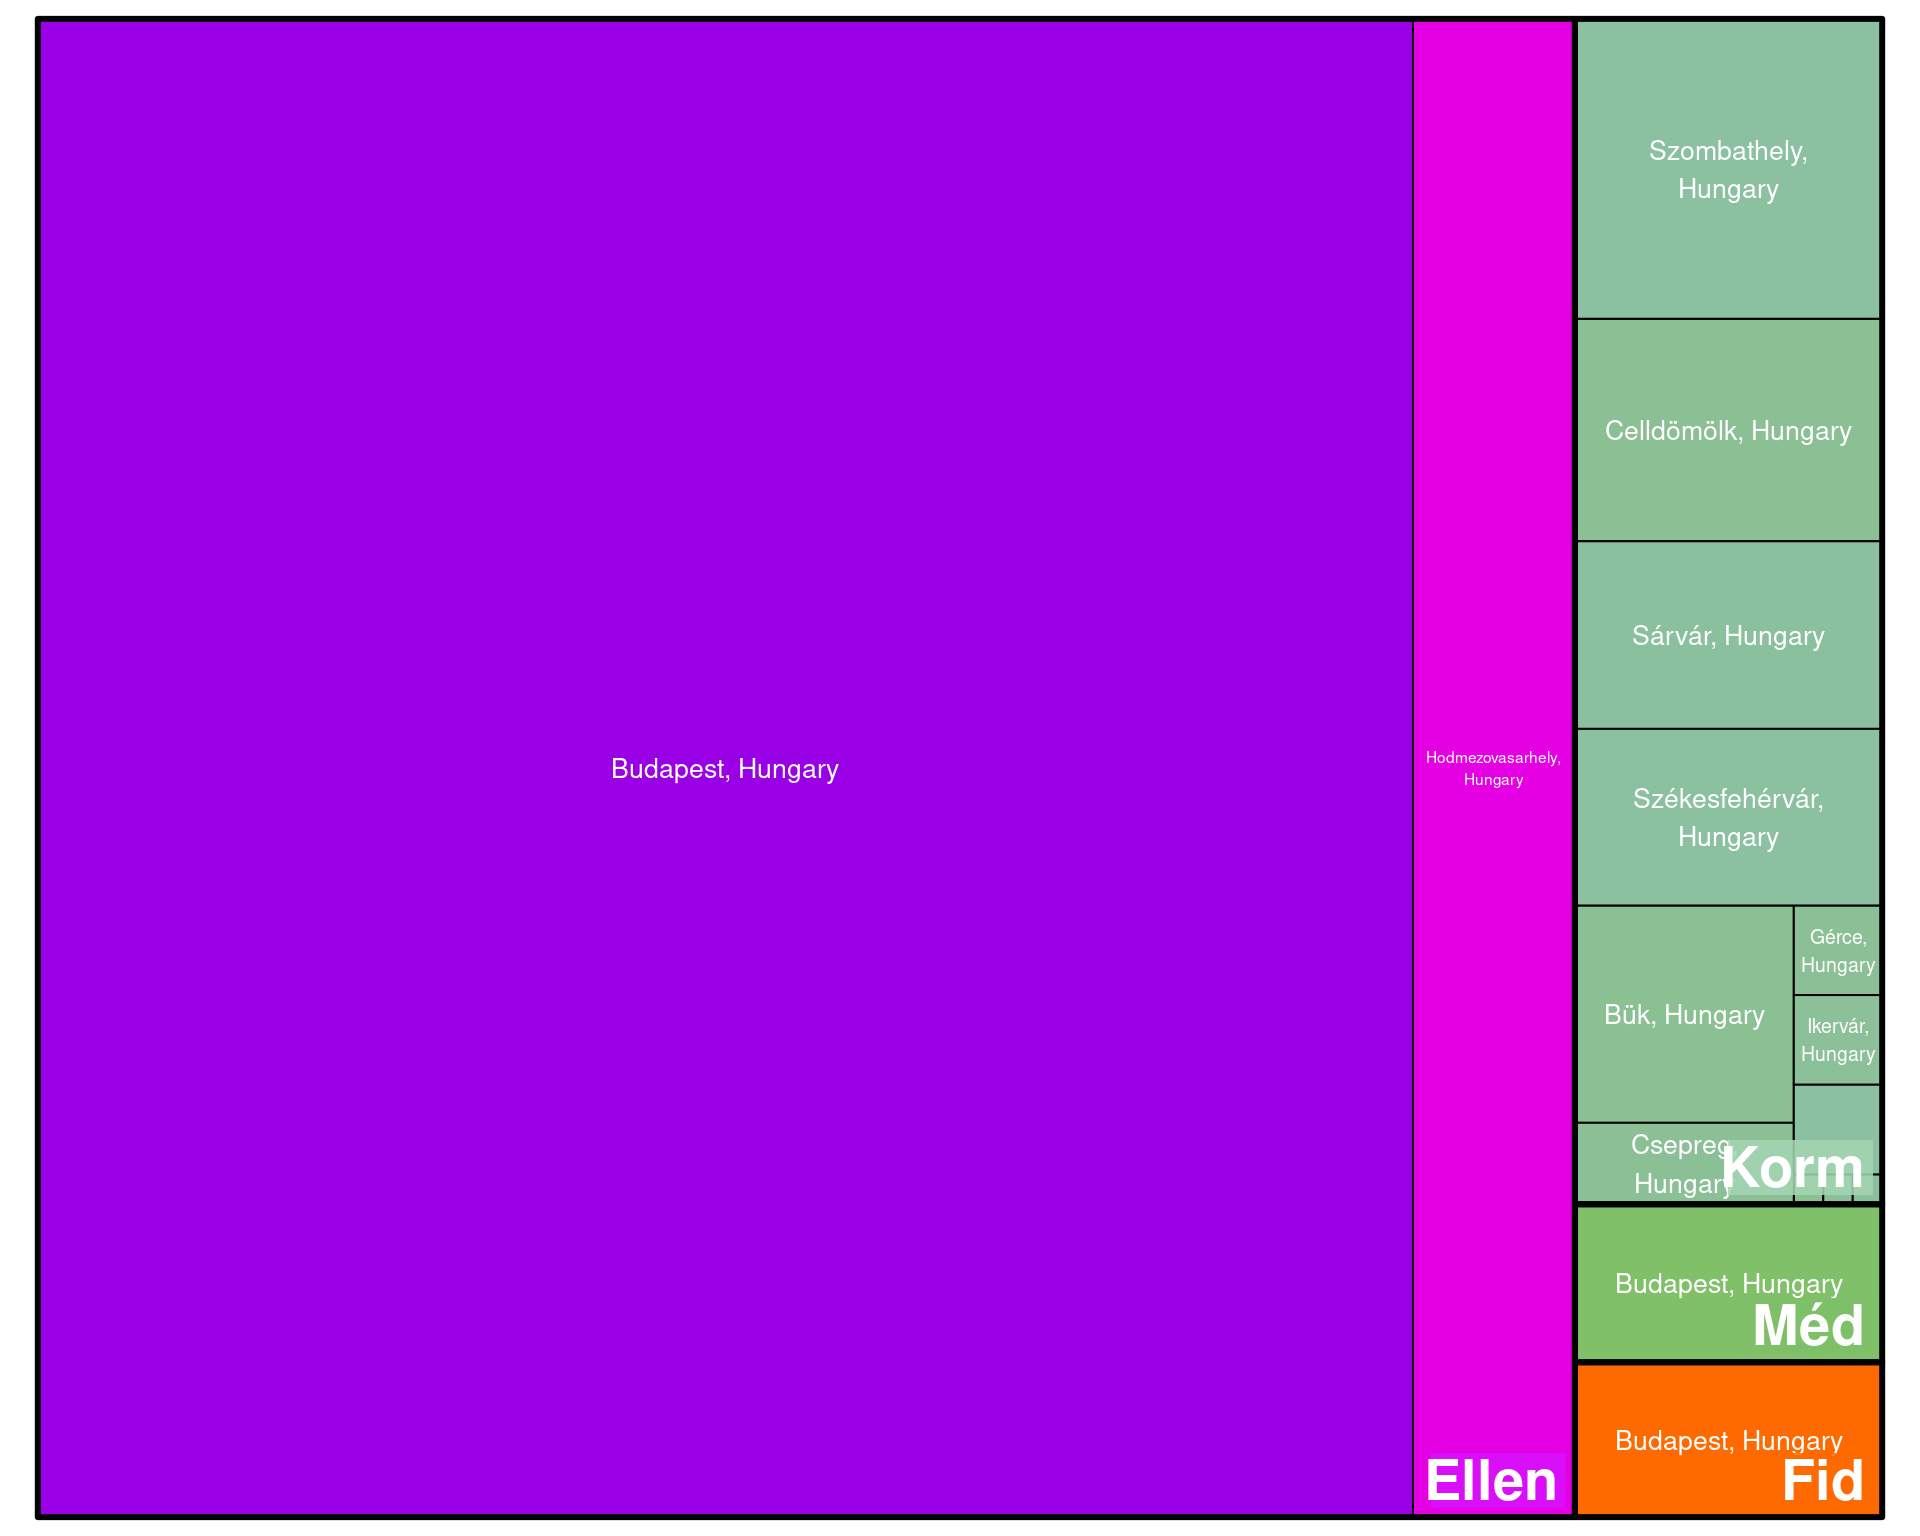 Budapest, Hungary
Hodmezovasarhely,
Hungary
Ellen
Szombathely,
Hungary
Celldömölk, Hungary
Sárvár, Hungary
Székesfehérvár,
Hungary
Bük, Hungary
Gérce,
Hungary
Ikervár,
Hungary
Csepreg
Hungary
Korm
Budapest, Hungary
Méd
Budapest, Hungary
Fid